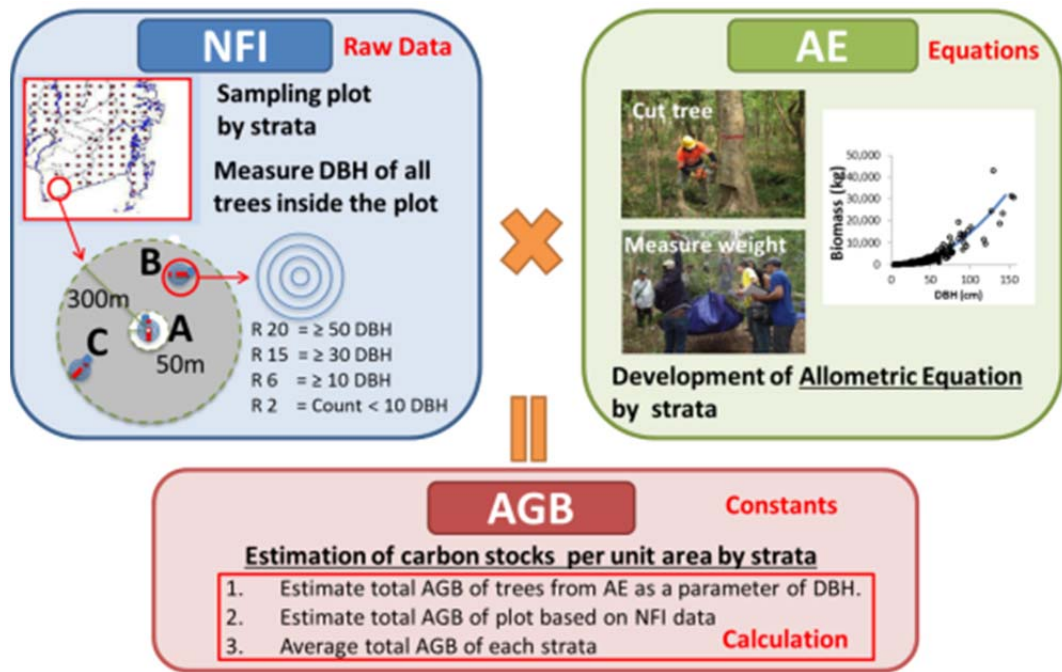 NFI
Raw Data
Sampling plot
by strata
Measure DBH of all
trees inside the plot
B
300m
A
C
50m
R 20 = ≥ 50 DBH
R 15 = ≥ 30 DBH
R 6 = ≥ 10 DBH
R 2 = Count < 10 DBH
AE
Equations
Cut tree
Measure weight
Biomass (kg)
50,000
40,000
30,000
20,000
10,000
0
0 50 100 150
DBH (cm)
Development of Allometric Equation
by strata
AGB
Constants
Estimation of carbon stocks per unit area by strata
1. Estimate total AGB of trees from AE as a parameter of DBH.
2. Estimate total AGB of plot based on NFI data
3. Average total AGB of each strata
Calculation